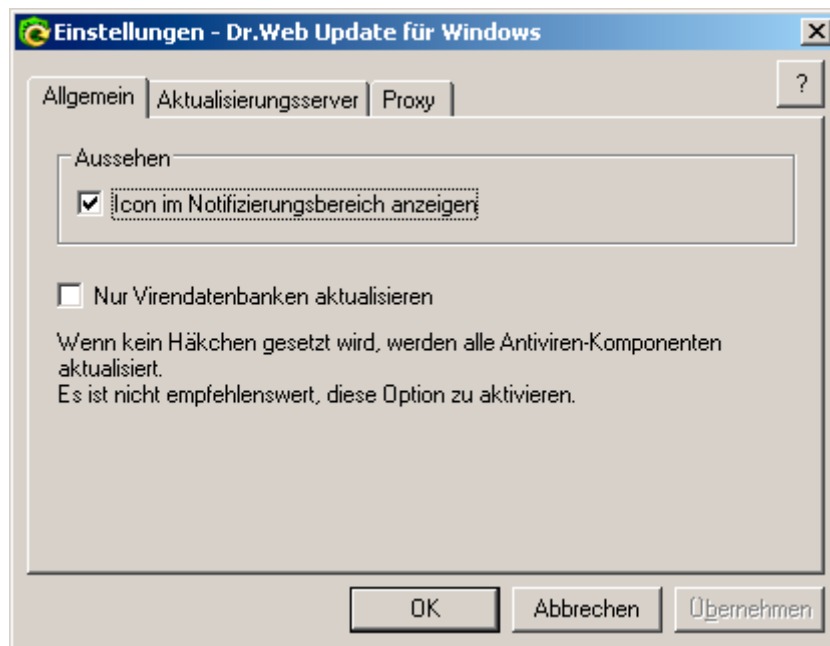 Einstellungen - Dr.Web Update für Windows
?
Allgemein Aktualisierungsserver Proxy
Aussehen
Icon im Notifizierungsbereich anzeigen
Nur Virendatenbanken aktualisieren
Wenn kein Häkchen gesetzt wird, werden alle Antiviren-Komponenten
aktualisiert.
Es ist nicht empfehlenswert, diese Option zu aktivieren.
OK Abbrechen Übernehmen